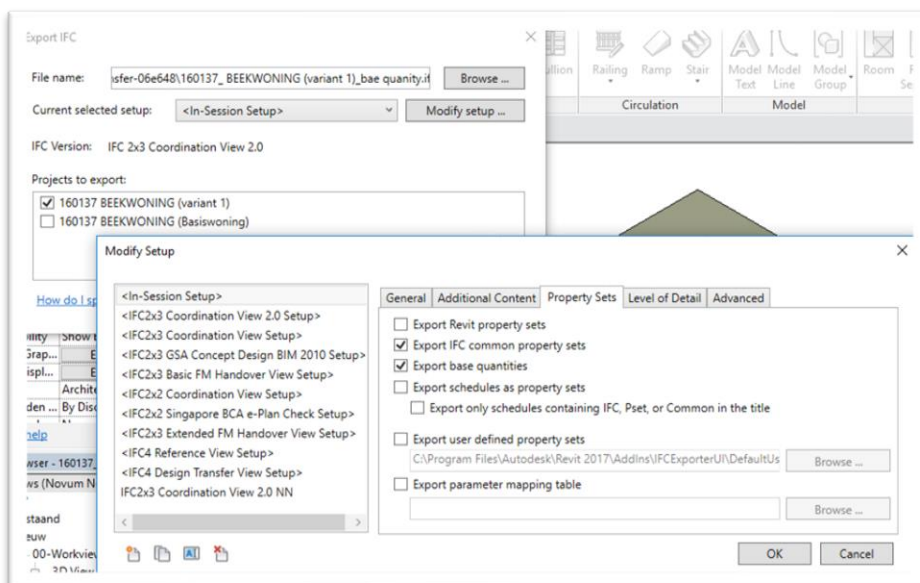 Export IFC
File name:
BEEKWONING (variant 1)_bae quanity.if
Browse ...
Current selected setup:
<In-Session Setup>
Modify setup ...
IFC Version: IFC 2x3 Coordination View 2.0
Projects to export:
160137 BEEKWONING (variant 1)
160137 BEEKWONING (Basiswoning)
How do I sp
Railing Ramp Stair
Model Text
Model Line
Model Group
Room
Circulation
Model
Modify Setup
<In-Session Setup>
<IFC2x3 Coordination View 2.0 Setup>
<IFC2x3 Coordination View Setup>
<IFC2x3 GSA Concept Design BIM 2010 Setup>
<IFC2x3 Basic FM Handover View Setup>
<IFC2x2 Coordination View Setup>
<IFC2x2 Singapore BCA e-Plan Check Setup>
<IFC2x3 Extended FM Handover View Setup>
<IFC4 Reference View Setup>
<IFC4 Design Transfer View Setup>
IFC2x3 Coordination View 2.0 NN
General Additional Content Property Sets Level of Detail Advanced
Export Revit property sets
Export IFC common property sets
Export base quantities
Export schedules as property sets
Export only schedules containing IFC, Pset, or Common in the title
Export user defined property sets
C:\Program Files\Autodesk\Revit 2017\AddIns\IFCExporterUI\DefaultUs
Browse ...
Export parameter mapping table
Browse ...
OK
Cancel
By Dis
help
wser - 160137
ws (Novum N
staand
euw
00-Workview
3D View